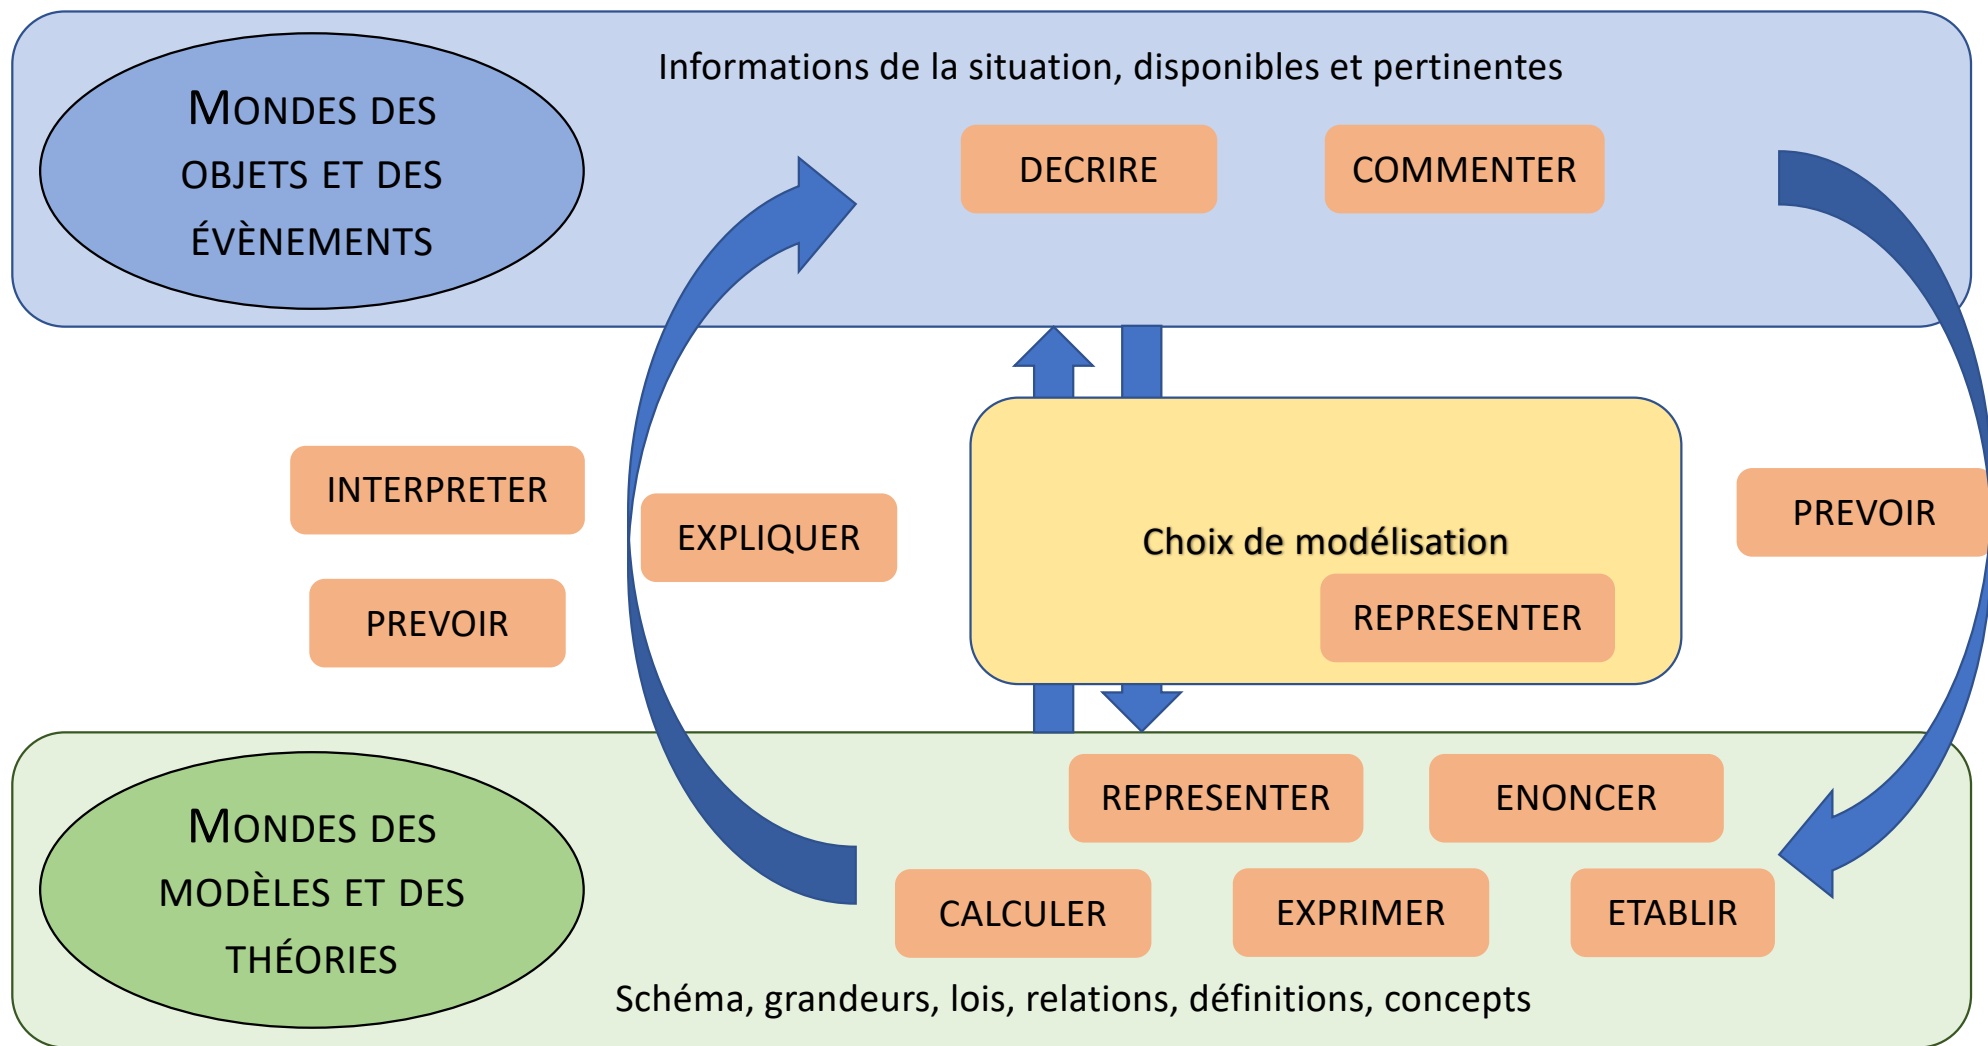 Informations de la situation, disponibles et pertinentes
MONDES DES
OBJETS ET DES
ÉVÈNEMENTS
DECRIRE
COMMENTER
INTERPRETER
EXPLIQUER
PREVOIR
Choix de modélisation
REPRESENTER
PREVOIR
MONDES DES
MODÈLES ET DES
THÉORIES
REPRESENTER
ENONCER
CALCULER
EXPRIMER
ETABLIR
Schéma, grandeurs, lois, relations, définitions, concepts